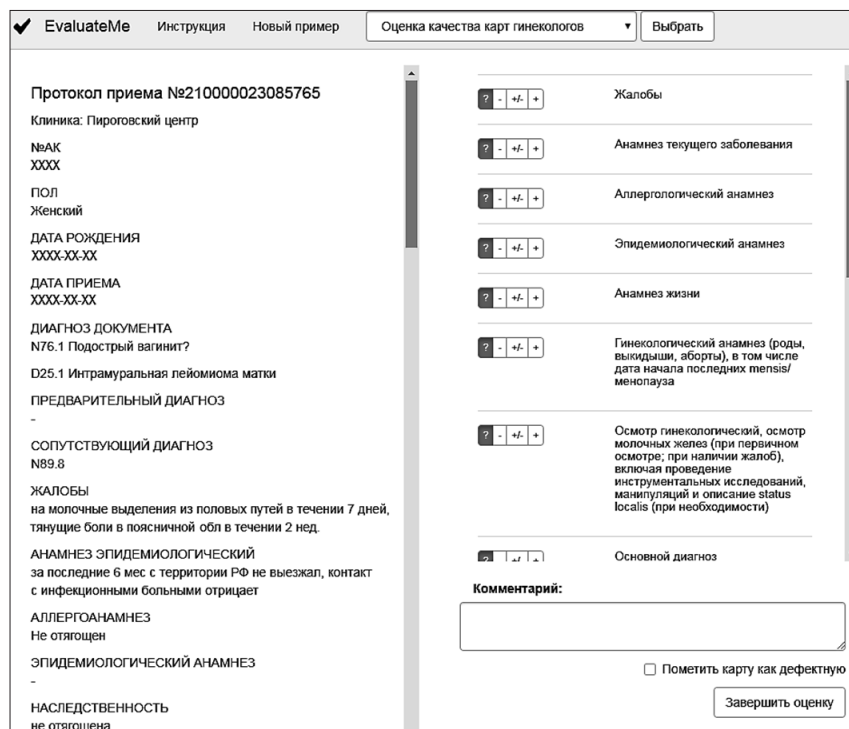 EvaluateMe Инструкция Новый пример Оценка качества карт гинекологов Выбрать
Протокол приема №210000023085765
Клиника: Пироговский центр
№АК
XXXX
ПОЛ
Женский
ДАТА РОЖДЕНИЯ
XXXX-XX-XX
ДАТА ПРИЕМА
XXXX-XX-XX
ДИАГНОЗ ДОКУМЕНТА
N76.1 Подострый вагинит?
D25.1 Интрамуральная лейомиома матки
ПРЕДВАРИТЕЛЬНЫЙ ДИАГНОЗ
-
СОПУТСТВУЮЩИЙ ДИАГНОЗ
N89.8
ЖАЛОБЫ
на молочные выделения из половых путей в течении 7 дней,
тянущие боли в поясничной обл в течении 2 нед.
АНАМНЕЗ ЭПИДЕМИОЛОГИЧЕСКИЙ
за последние 6 мес с территории РФ не выезжал, контакт
с инфекционными больными отрицает
АЛЛЕРГОАНАМНЕЗ
Не отягощен
ЭПИДЕМИОЛОГИЧЕСКИЙ АНАМНЕЗ
-
НАСЛЕДСТВЕННОСТЬ
не отягощена
? - +/- + Жалобы
? - +/- + Анамнез текущего заболевания
? - +/- + Аллергологический анамнез
? - +/- + Эпидемиологический анамнез
? - +/- + Анамнез жизни
? - +/- + Гинекологический анамнез (роды,
выкидыши, аборты), в том числе
дата начала последних mensis/
менопауза
? - +/- + Осмотр гинекологический, осмотр
молочных желез (при первичном
осмотре; при наличии жалоб),
включая проведение
инструментальных исследований,
манипуляций и описание status
localis (при необходимости)
? - +/- + Основной диагноз
Комментарий:
Пометить карту как дефектную
Завершить оценку